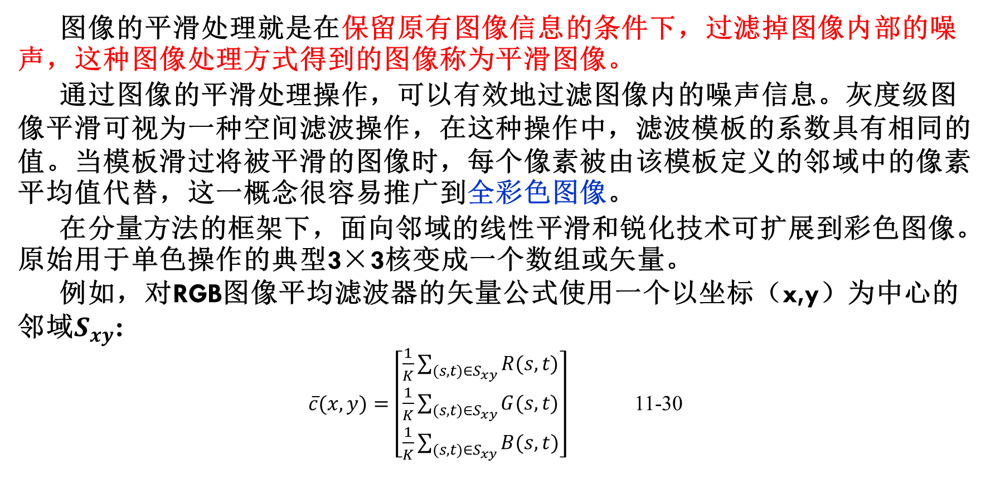 图像的平滑处理就是在保留原有图像信息的条件下，过滤掉图像内部的噪
声，这种图像处理方式得到的图像称为平滑图像。
通过图像的平滑处理操作，可以有效地过滤图像内的噪声信息。灰度级图
像平滑可视为一种空间滤波操作，在这种操作中，滤波模板的系数具有相同的
值。当模板滑过将被平滑的图像时，每个像素被由该模板定义的邻域中的像素
平均值代替，这一概念很容易推广到全彩色图像。
在分量方法的框架下，面向邻域的线性平滑和锐化技术可扩展到彩色图像。
原始用于单色操作的典型3×3核变成一个数组或矢量。
例如，对RGB图像平均滤波器的矢量公式使用一个以坐标（x,y）为中心的
邻域S_{xy}:
\bar{c}(x,y) = \begin{bmatrix} \frac{1}{K}\sum_{(s,t)\in S_{xy}} R(s,t) \\ \frac{1}{K}\sum_{(s,t)\in S_{xy}} G(s,t) \\ \frac{1}{K}\sum_{(s,t)\in S_{xy}} B(s,t) \end{bmatrix} 11-30